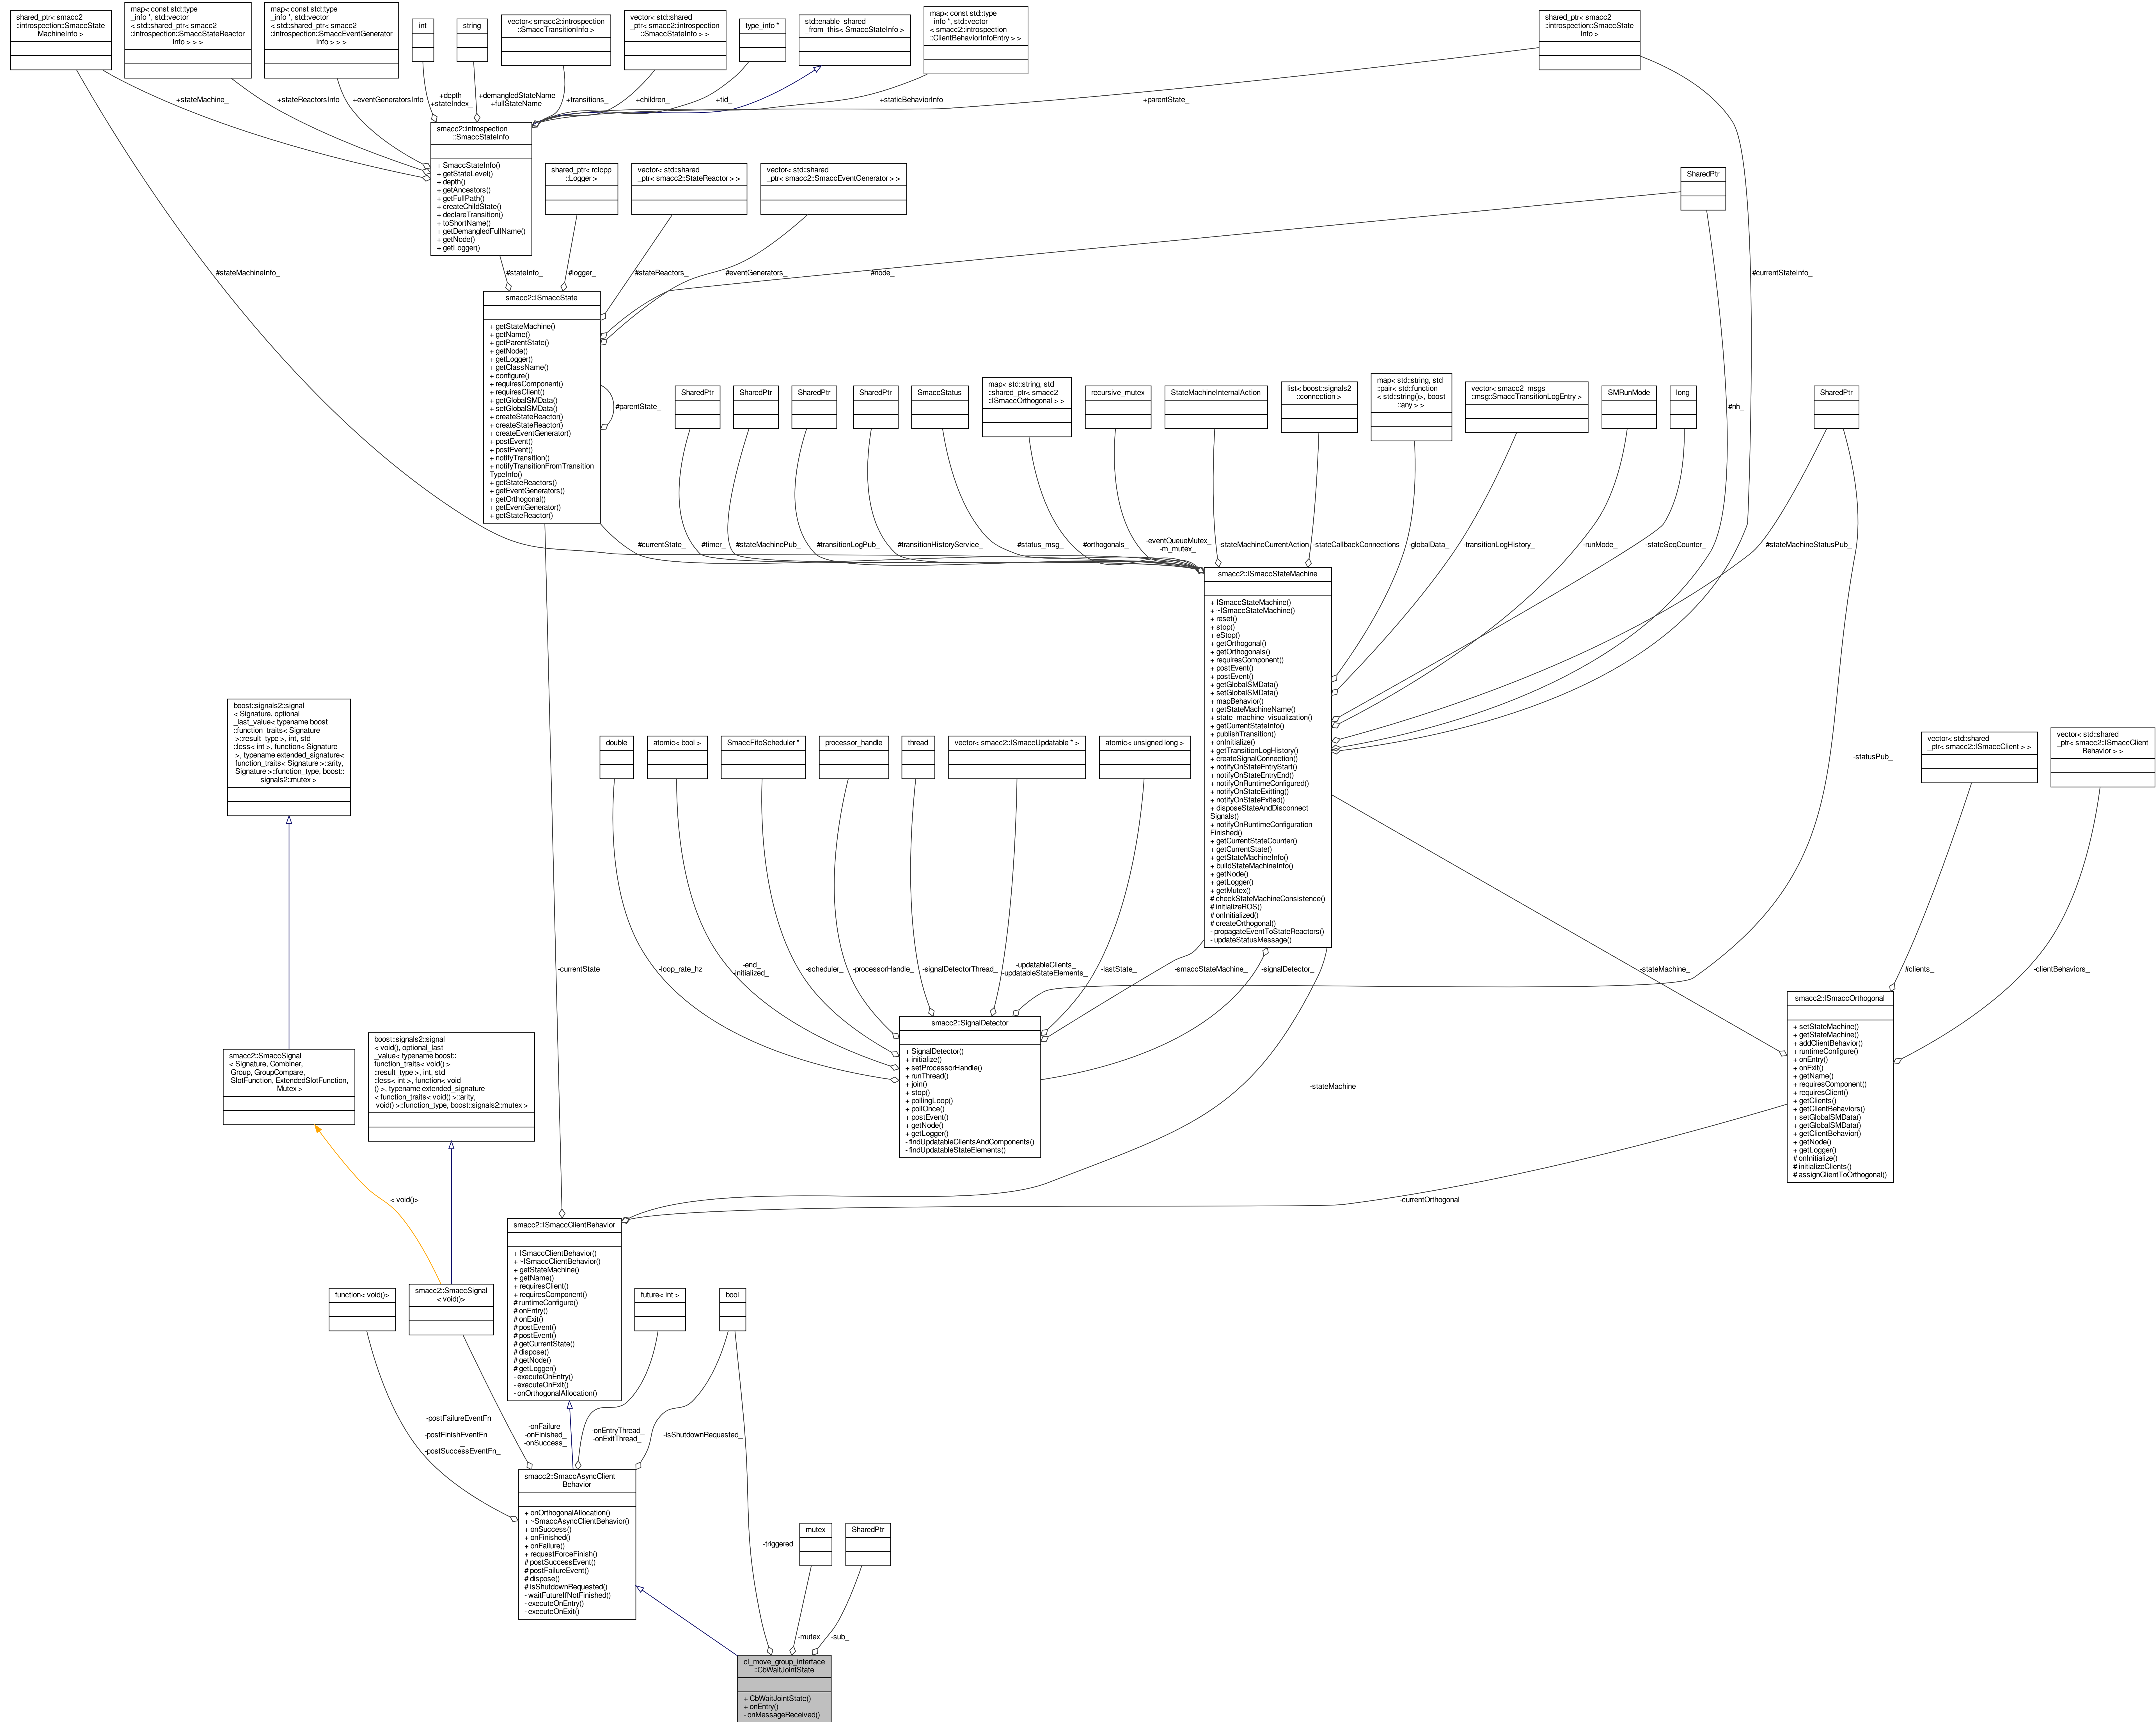 shared_ptr< smacc2
::introspection::SmaccState
MachineInfo >
map< const std::type
_info *, std::vector
< std::shared_ptr< smacc2
::introspection::SmaccStateReactor
Info > > >
map< const std::type
_info *, std::vector
< std::shared_ptr< smacc2
::introspection::SmaccEventGenerator
Info > > >
int
string
vector< smacc2::introspection
::SmaccTransitionInfo >
vector< std::shared
_ptr< smacc2::introspection
::SmaccStateInfo > >
type_info *
std::enable_shared
_from_this< SmaccStateInfo >
map< const std::type
_info *, std::vector
< smacc2::introspection
::ClientBehaviorInfoEntry > >
shared_ptr< smacc2
::introspection::SmaccState
Info >
+stateMachine_
+stateReactorsInfo
+eventGeneratorsInfo
+depth_
+stateIndex_
+demangledStateName
+fullStateName
+transitions_
+children_
+tid_
+staticBehaviorInfo
+parentState_
smacc2::introspection
::SmaccStateInfo
+ SmaccStateInfo()
+ getStateLevel()
+ depth()
+ getAncestors()
+ getFullPath()
+ createChildState()
+ declareTransition()
+ toShortName()
+ getDemangledFullName()
+ getNode()
+ getLogger()
shared_ptr< rclcpp
::Logger >
vector< std::shared
_ptr< smacc2::StateReactor > >
vector< std::shared
_ptr< smacc2::SmaccEventGenerator > >
SharedPtr
#stateMachineInfo_
#stateInfo_
#logger_
#stateReactors_
#eventGenerators_
#node_
#currentStateInfo_
smacc2::ISmaccState
+ getStateMachine()
+ getName()
+ getParentState()
+ getNode()
+ getLogger()
+ getClassName()
+ configure()
+ requiresComponent()
+ requiresClient()
+ getGlobalSMData()
+ setGlobalSMData()
+ createStateReactor()
+ createStateReactor()
+ createEventGenerator()
+ postEvent()
+ postEvent()
+ notifyTransition()
+ notifyTransitionFromTransition
TypeInfo()
+ getStateReactors()
+ getEventGenerators()
+ getOrthogonal()
+ getEventGenerator()
+ getStateReactor()
#parentState_
SharedPtr
SharedPtr
SharedPtr
SharedPtr
SmaccStatus
map< std::string, std
::shared_ptr< smacc2
::ISmaccOrthogonal > >
recursive_mutex
StateMachineInternalAction
list< boost::signals2
::connection >
map< std::string, std
::pair< std::function
< std::string()>, boost
::any > >
vector< smacc2_msgs
::msg::SmaccTransitionLogEntry >
SMRunMode
long
#nh_
SharedPtr
#currentState_
#timer_
#stateMachinePub_
#transitionLogPub_
#transitionHistoryService_
#status_msg_
#orthogonals_
-eventQueueMutex_
-m_mutex_
-stateMachineCurrentAction
-stateCallbackConnections
-globalData_
-transitionLogHistory_
-runMode_
-stateSeqCounter_
#stateMachineStatusPub_
smacc2::ISmaccStateMachine
+ ISmaccStateMachine()
+ ~ISmaccStateMachine()
+ reset()
+ stop()
+ eStop()
+ getOrthogonal()
+ getOrthogonals()
+ requiresComponent()
+ postEvent()
+ postEvent()
+ getGlobalSMData()
+ setGlobalSMData()
+ mapBehavior()
+ getStateMachineName()
+ state_machine_visualization()
+ getCurrentStateInfo()
+ publishTransition()
+ onInitialize()
+ getTransitionLogHistory()
+ createSignalConnection()
+ notifyOnStateEntryStart()
+ notifyOnStateEntryEnd()
+ notifyOnRuntimeConfigured()
+ notifyOnStateExitting()
+ notifyOnStateExited()
+ disposeStateAndDisconnect
Signals()
+ notifyOnRuntimeConfiguration
Finished()
+ getCurrentStateCounter()
+ getCurrentState()
+ getStateMachineInfo()
+ buildStateMachineInfo()
+ getNode()
+ getLogger()
+ getMutex()
# checkStateMachineConsistence()
# initializeROS()
# onInitialized()
# createOrthogonal()
- propagateEventToStateReactors()
- updateStatusMessage()
boost::signals2::signal
< Signature, optional
_last_value< typename boost
::function_traits< Signature
>::result_type >, int, std
::less< int >, function< Signature
>, typename extended_signature<
function_traits< Signature >::arity,
Signature >::function_type, boost::
signals2::mutex >
double
atomic< bool >
SmaccFifoScheduler *
processor_handle
thread
vector< smacc2::ISmaccUpdatable * >
atomic< unsigned long >
-statusPub_
vector< std::shared
_ptr< smacc2::ISmaccClient > >
vector< std::shared
_ptr< smacc2::ISmaccClient
Behavior > >
-currentState
-loop_rate_hz
-end_
-initialized_
-scheduler_
-processorHandle_
-signalDetectorThread_
-updatableClients_
-updatableStateElements_
-lastState_
-smaccStateMachine_
-signalDetector_
-stateMachine_
#clients_
-clientBehaviors_
smacc2::SignalDetector
+ SignalDetector()
+ initialize()
+ setProcessorHandle()
+ runThread()
+ join()
+ stop()
+ pollingLoop()
+ pollOnce()
+ postEvent()
+ getNode()
+ getLogger()
- findUpdatableClientsAndComponents()
- findUpdatableStateElements()
smacc2::ISmaccOrthogonal
+ setStateMachine()
+ getStateMachine()
+ addClientBehavior()
+ runtimeConfigure()
+ onEntry()
+ onExit()
+ getName()
+ requiresComponent()
+ requiresClient()
+ getClients()
+ getClientBehaviors()
+ setGlobalSMData()
+ getGlobalSMData()
+ getClientBehavior()
+ getNode()
+ getLogger()
# onInitialize()
# initializeClients()
# assignClientToOrthogonal()
smacc2::SmaccSignal
< Signature, Combiner,
Group, GroupCompare,
SlotFunction, ExtendedSlotFunction,
Mutex >
boost::signals2::signal
< void(), optional_last
_value< typename boost::
function_traits< void()>
::result_type >, int, std
::less< int >, function< void
() >, typename extended_signature
< function_traits< void() >::arity,
void() >::function_type, boost::signals2::mutex >
-stateMachine_
< void()>
-currentOrthogonal
smacc2::ISmaccClientBehavior
+ ISmaccClientBehavior()
+ ~ISmaccClientBehavior()
+ getStateMachine()
+ getName()
+ requiresClient()
+ requiresComponent()
# runtimeConfigure()
# onEntry()
# onExit()
# postEvent()
# postEvent()
# getCurrentState()
# dispose()
# getNode()
# getLogger()
- executeOnEntry()
- executeOnExit()
- onOrthogonalAllocation()
function< void()>
smacc2::SmaccSignal
< void()>
future< int >
bool
-postFailureEventFn
_
-postFinishEventFn
_
-postSuccessEventFn_
-onFailure_
-onFinished_
-onSuccess_
-onEntryThread_
-onExitThread_
-isShutdownRequested_
smacc2::SmaccAsyncClient
Behavior
+ onOrthogonalAllocation()
+ ~SmaccAsyncClientBehavior()
+ onSuccess()
+ onFinished()
+ onFailure()
+ requestForceFinish()
# postSuccessEvent()
# postFailureEvent()
# dispose()
# isShutdownRequested()
- waitFutureIfNotFinished()
- executeOnEntry()
- executeOnExit()
mutex
SharedPtr
-triggered
-mutex
-sub_
cl_move_group_interface
::CbWaitJointState
+ CbWaitJointState()
+ onEntry()
- onMessageReceived()